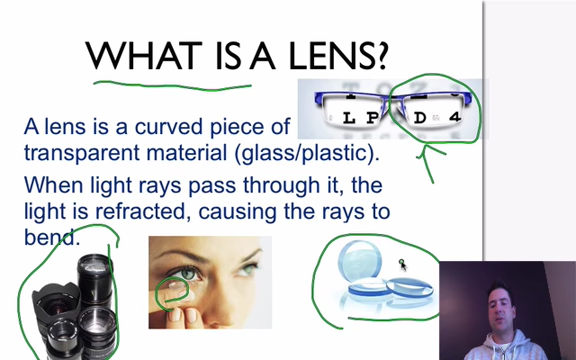 WHAT IS A LENS?
L P D 4
A lens is a curved piece of
transparent material (glass/plastic).
When light rays pass through it, the
light is refracted, causing the rays to
bend.